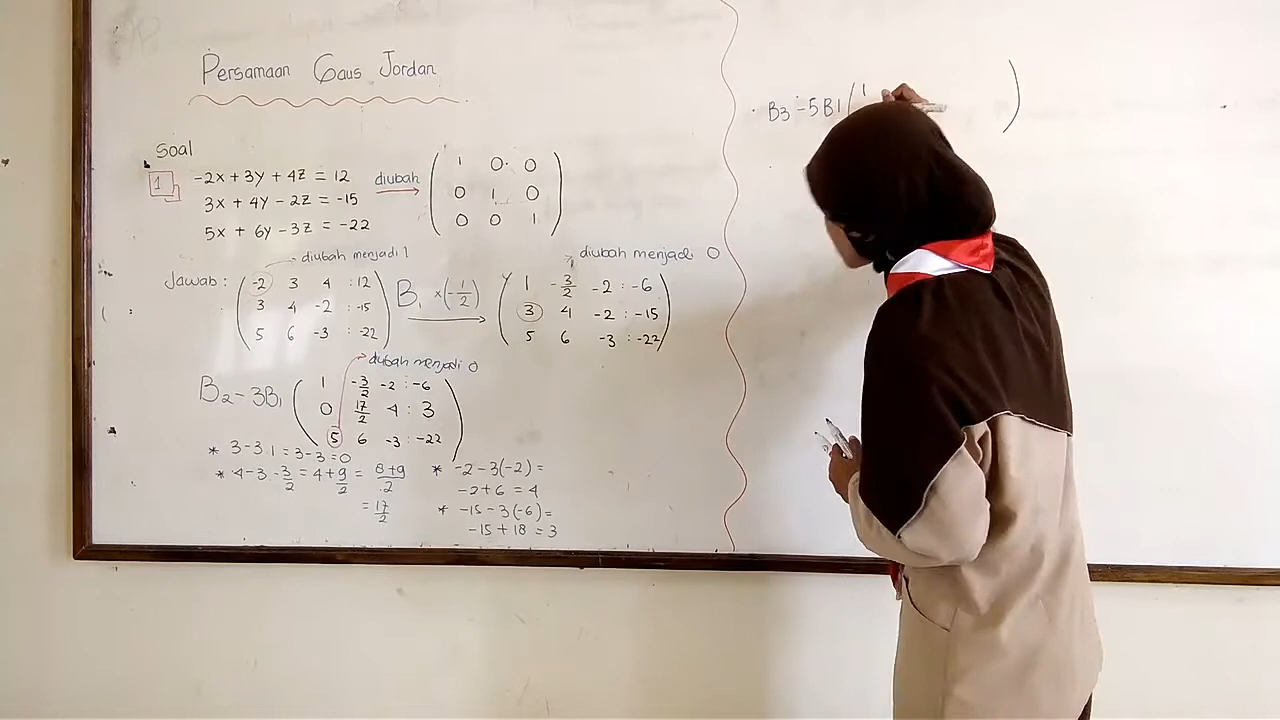 Persamaan Gaus Jordan
Soal
1
-2x + 3y + 4z = 12
3x + 4y - 2z = -15
5x + 6y - 3z = -22
diubah
1 0 0
0 1 0
0 0 1
diubah menjadi 1
Jawab :
-2 3 4 : 12
3 4 -2 : -15
5 6 -3 : -22
B1 ×(-1/2)
diubah menjadi 0
1 -3/2 -2 : -6
3 4 -2 : -15
5 6 -3 : -22
diubah menjadi 0
B2 - 3B1
1 -3/2 -2 : -6
0 17/2 4 : 3
5 6 -3 : -22
* 3-3.1 = 3-3 = 0
* 4-3.-3/2 = 4+9/2 = 8+9/2
= 17/2
* -2-3(-2) =
-2+6 = 4
* -15-3(-6) =
-15+18 = 3
B3 -5B1 ( 1 )